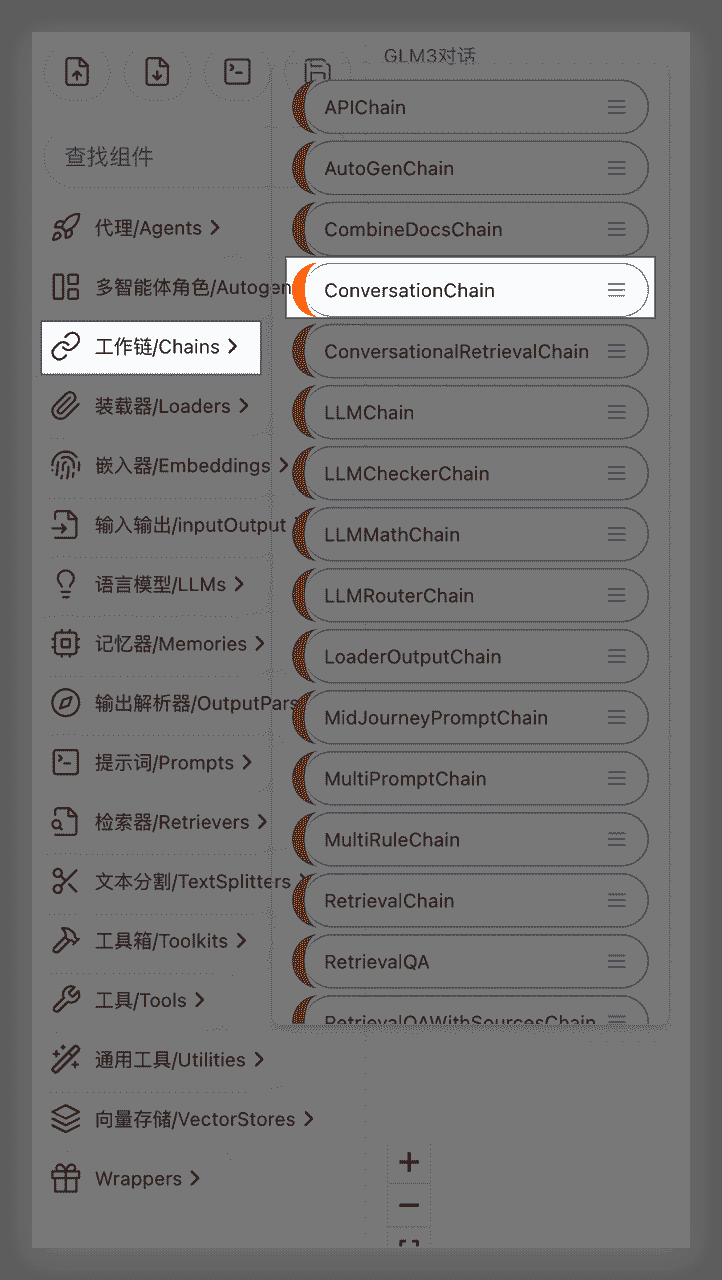 GLM3对话
查找组件
代理/Agents
多智能体角色/Autogen
工作链/Chains
装载器/Loaders
嵌入器/Embeddings
输入输出/inputOutput
语言模型/LLMs
记忆器/Memories
输出解析器/OutputPars
提示词/Prompts
检索器/Retrievers
文本分割/TextSplitters
工具箱/Toolkits
工具/Tools
通用工具/Utilities
向量存储/VectorStores
Wrappers
APIChain
AutoGenChain
CombineDocsChain
ConversationChain
ConversationalRetrievalChain
LLMChain
LLMCheckerChain
LLMMathChain
LLMRouterChain
LoaderOutputChain
MidJourneyPromptChain
MultiPromptChain
MultiRuleChain
RetrievalChain
RetrievalQA
RetrievalQAWithSourcesChain